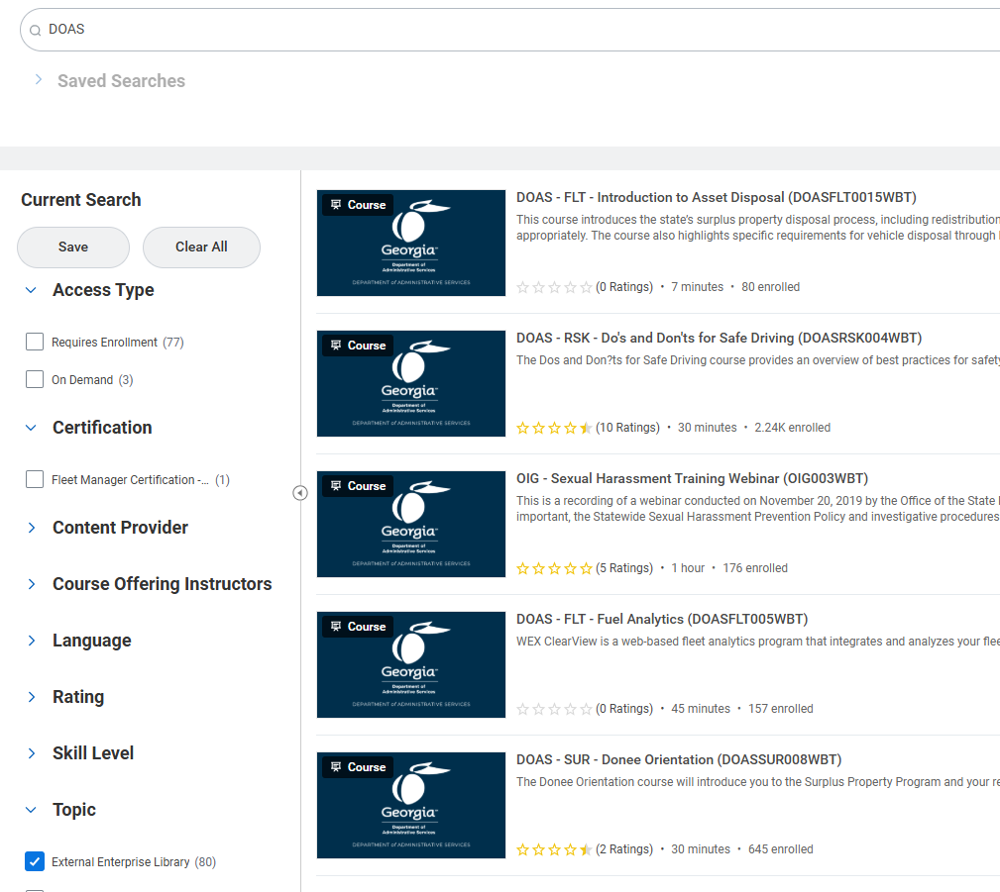 DOAS
Saved Searches
Current Search
Save
Clear All
Access Type
Requires Enrollment (77)
On Demand (3)
Certification
Fleet Manager Certification -... (1)
Content Provider
Course Offering Instructors
Language
Rating
Skill Level
Topic
External Enterprise Library (80)
Course
Georgia™
Department of
Administrative Services
DEPARTMENT of ADMINISTRATIVE SERVICES
DOAS - FLT - Introduction to Asset Disposal (DOASFLT0015WBT)
This course introduces the state's surplus property disposal process, including redistribution
appropriately. The course also highlights specific requirements for vehicle disposal through
(0 Ratings) • 7 minutes • 80 enrolled
Course
Georgia™
Department of
Administrative Services
DEPARTMENT of ADMINISTRATIVE SERVICES
DOAS - RSK - Do's and Don'ts for Safe Driving (DOASRSK004WBT)
The Dos and Don?ts for Safe Driving course provides an overview of best practices for safety
(10 Ratings) • 30 minutes • 2.24K enrolled
Course
Georgia™
Department of
Administrative Services
DEPARTMENT of ADMINISTRATIVE SERVICES
OIG - Sexual Harassment Training Webinar (OIG003WBT)
This is a recording of a webinar conducted on November 20, 2019 by the Office of the State
important, the Statewide Sexual Harassment Prevention Policy and investigative procedures
(5 Ratings) • 1 hour • 176 enrolled
Course
Georgia™
Department of
Administrative Services
DEPARTMENT of ADMINISTRATIVE SERVICES
DOAS - FLT - Fuel Analytics (DOASFLT005WBT)
WEX ClearView is a web-based fleet analytics program that integrates and analyzes your
(0 Ratings) • 45 minutes • 157 enrolled
Course
Georgia™
Department of
Administrative Services
DEPARTMENT of ADMINISTRATIVE SERVICES
DOAS - SUR - Donee Orientation (DOASSUR008WBT)
The Donee Orientation course will introduce you to the Surplus Property Program and your
(2 Ratings) • 30 minutes • 645 enrolled